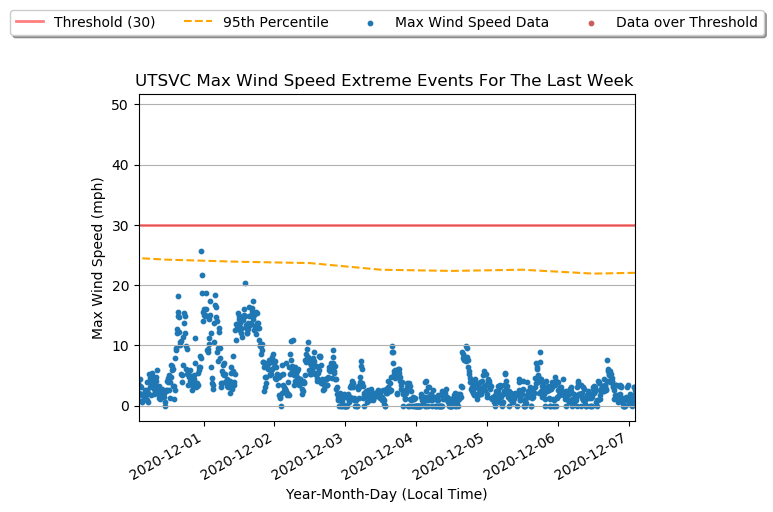 Threshold (30) 95th Percentile Max Wind Speed Data Data over Threshold
UTSVC Max Wind Speed Extreme Events For The Last Week
50
40
30
20
10
0
Max Wind Speed (mph)
2020-12-01 2020-12-02 2020-12-03 2020-12-04 2020-12-05 2020-12-06 2020-12-07
Year-Month-Day (Local Time)